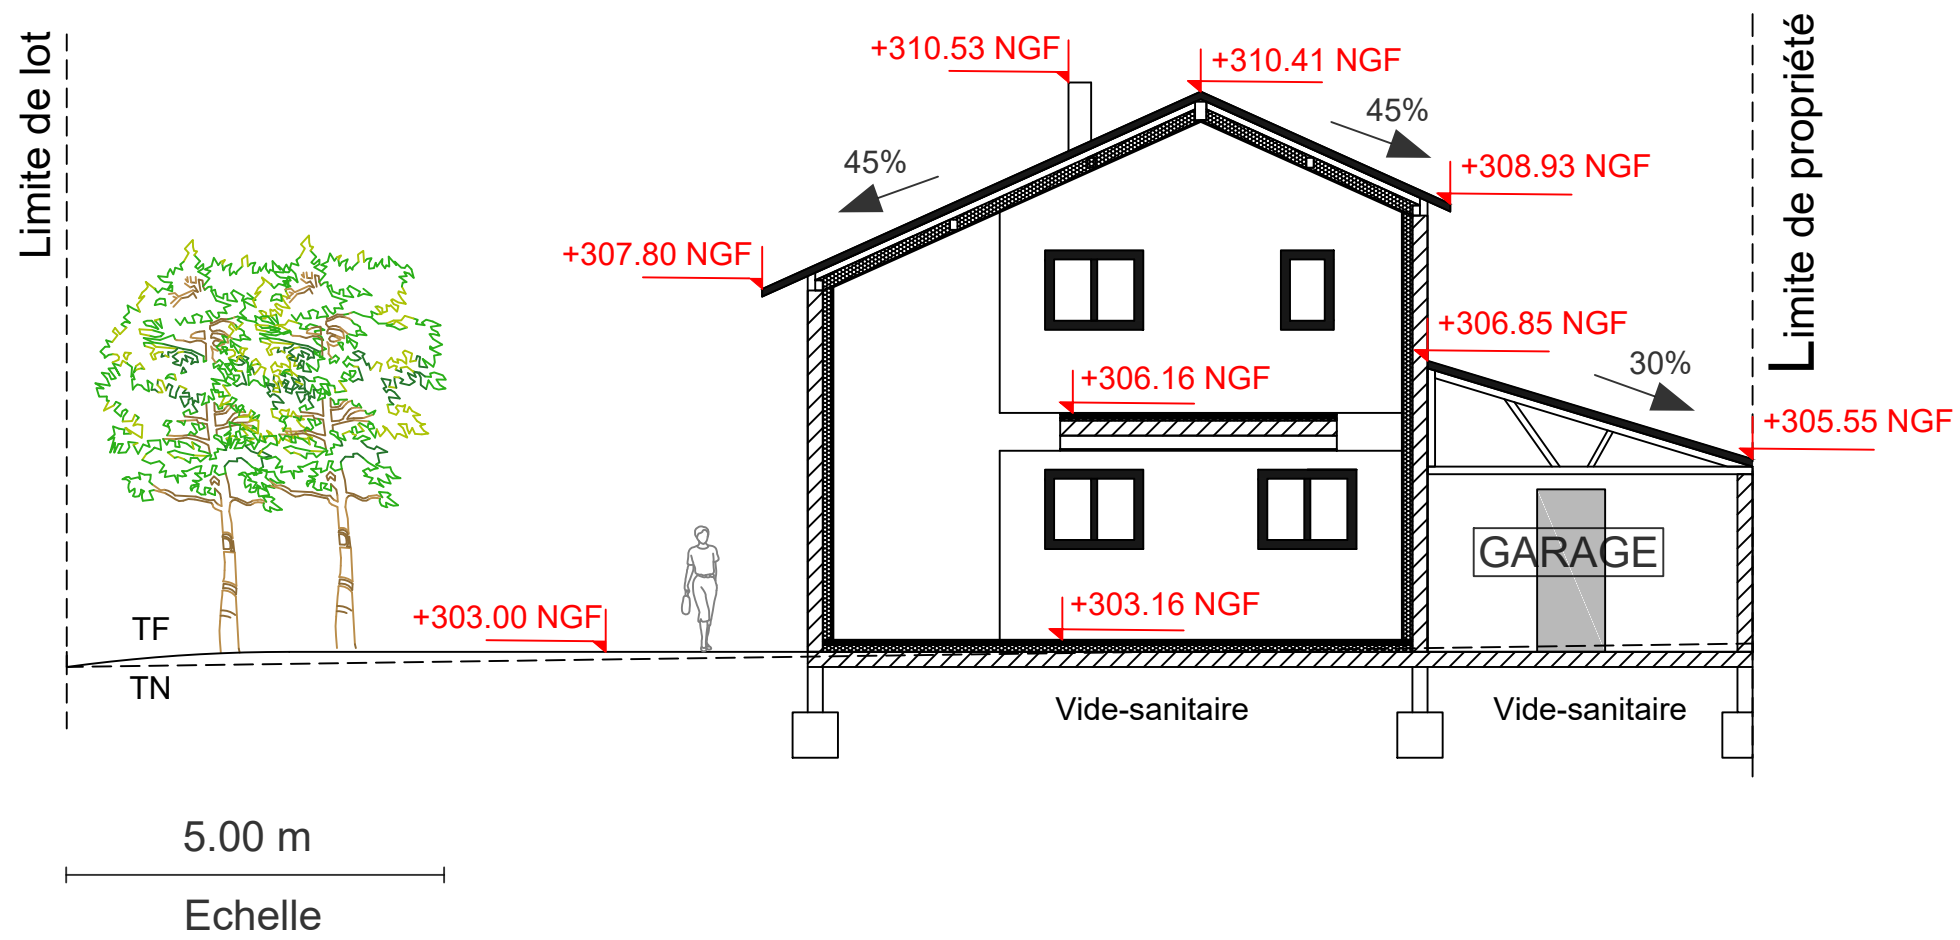 Limite de lot
Limite de propriété
+310.53 NGF
+310.41 NGF
45%
45%
+308.93 NGF
+307.80 NGF
+306.85 NGF
30%
+306.16 NGF
+305.55 NGF
GARAGE
+303.16 NGF
+303.00 NGF
TF
TN
Vide-sanitaire
Vide-sanitaire
5.00 m
Echelle